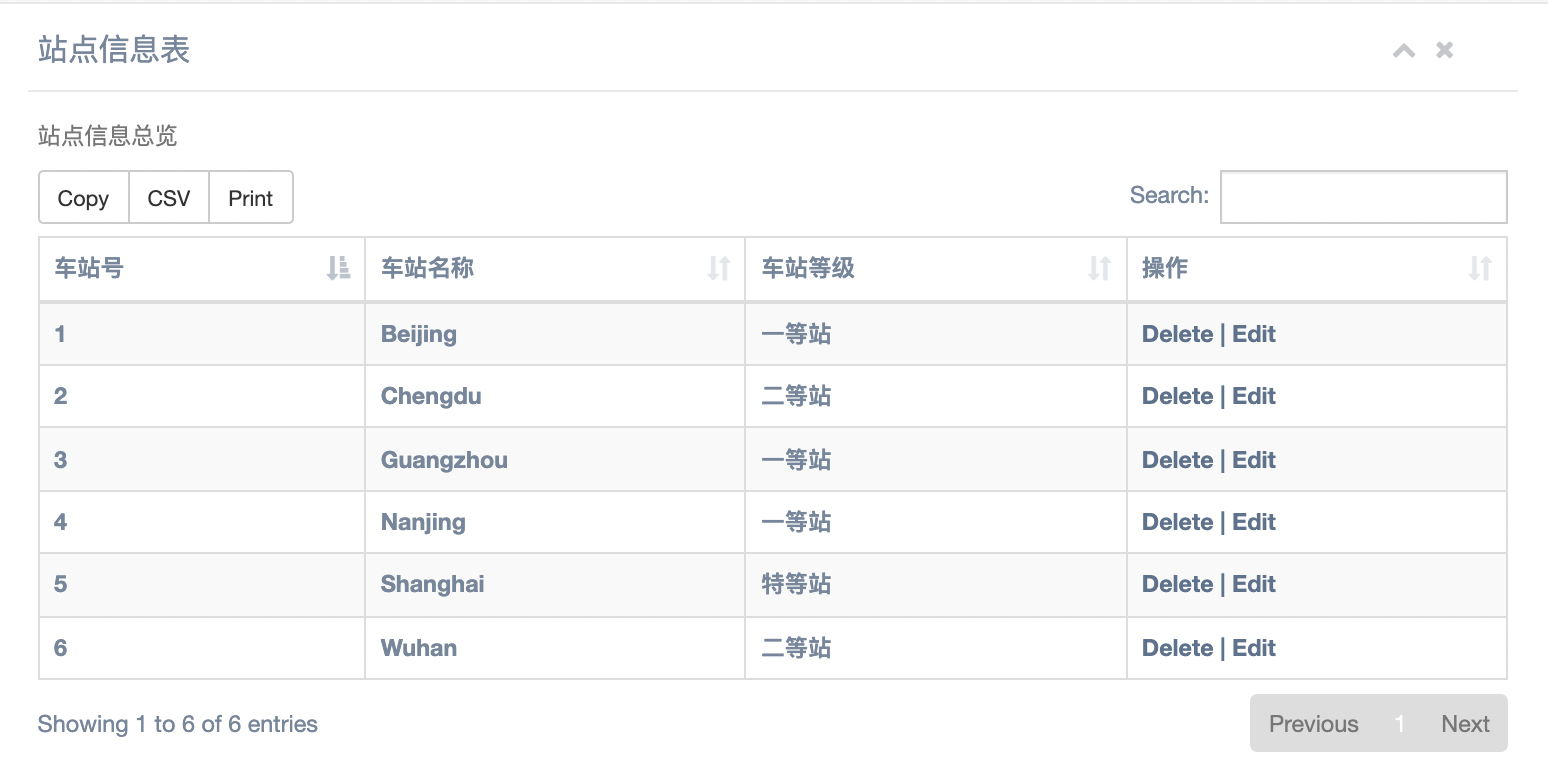 站点信息表
站点信息总览
Copy CSV Print Search:
车站号 车站名称 车站等级 操作
1 Beijing 一等站 Delete | Edit
2 Chengdu 二等站 Delete | Edit
3 Guangzhou 一等站 Delete | Edit
4 Nanjing 一等站 Delete | Edit
5 Shanghai 特等站 Delete | Edit
6 Wuhan 二等站 Delete | Edit
Showing 1 to 6 of 6 entries Previous 1 Next